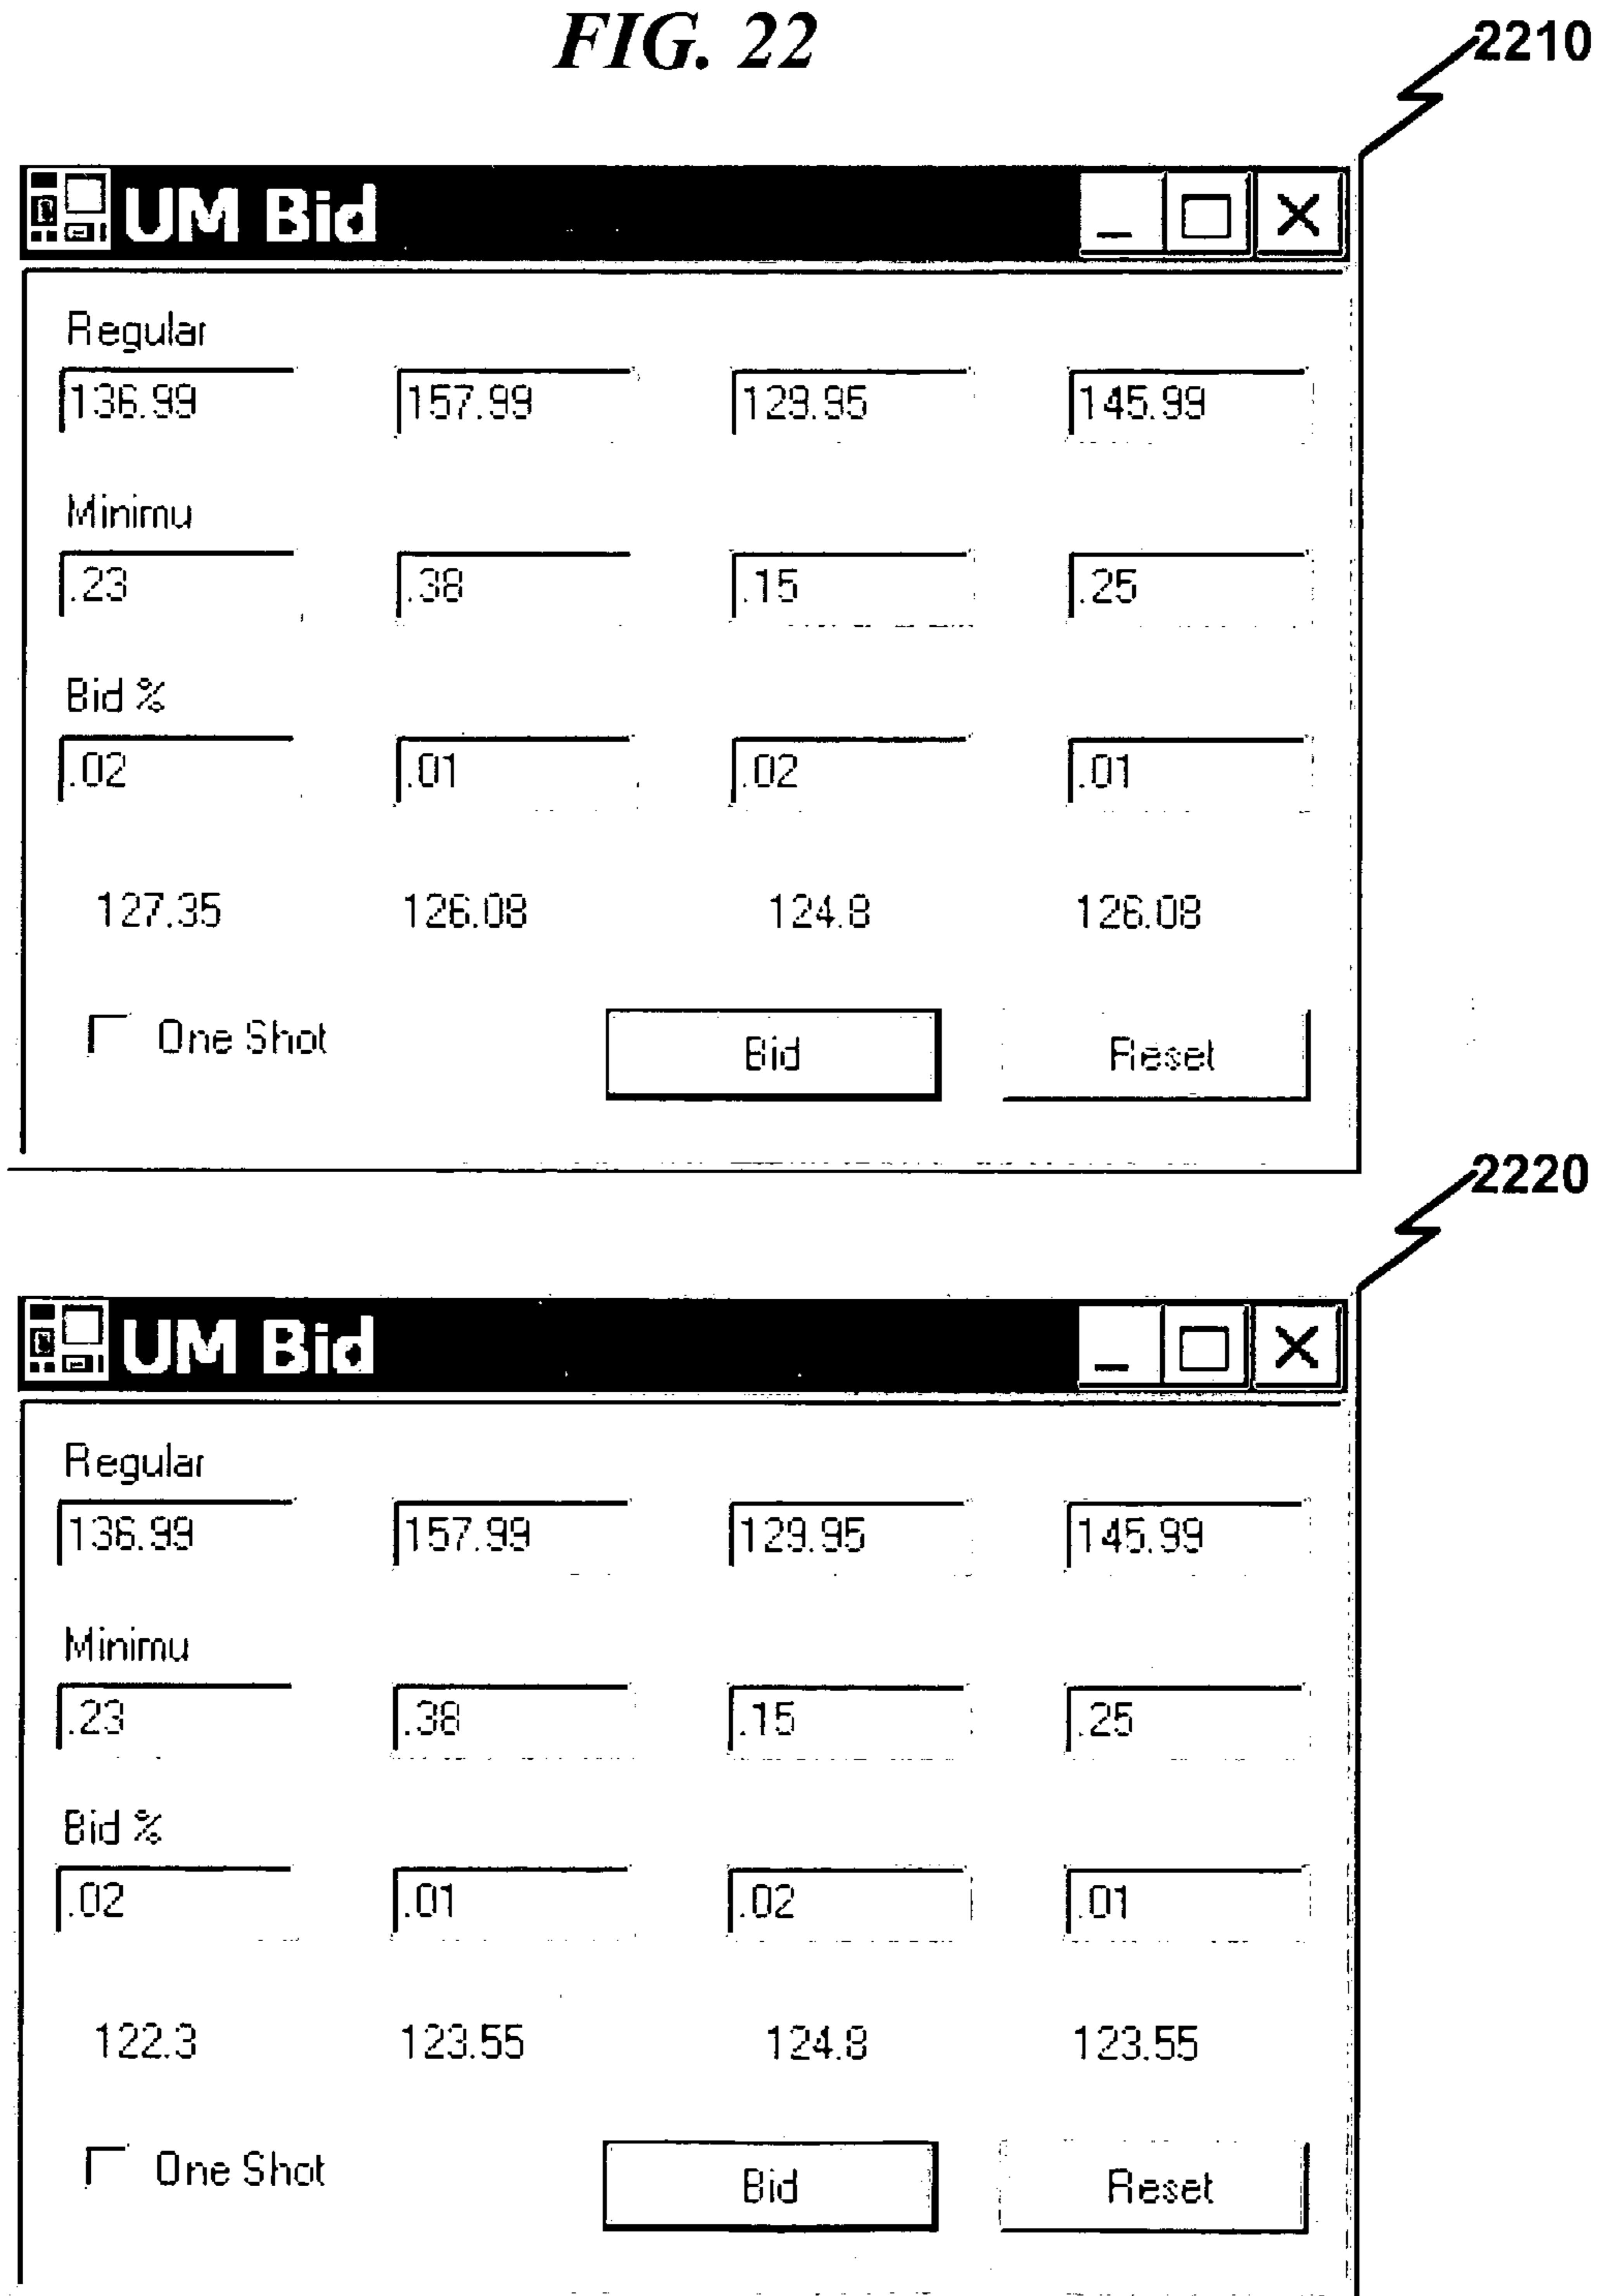 FIG. 22
2210
UM Bid
Regular
136.99 157.99 129.95 145.99
Minimu
.23 .38 .15 .25
Bid %
.02 .01 .02 .01
127.35 126.08 124.8 126.08
One Shot Bid Reset
2220
UM Bid
Regular
136.99 157.99 129.95 145.99
Minimu
.23 .38 .15 .25
Bid %
.02 .01 .02 .01
122.3 123.55 124.8 123.55
One Shot Bid Reset